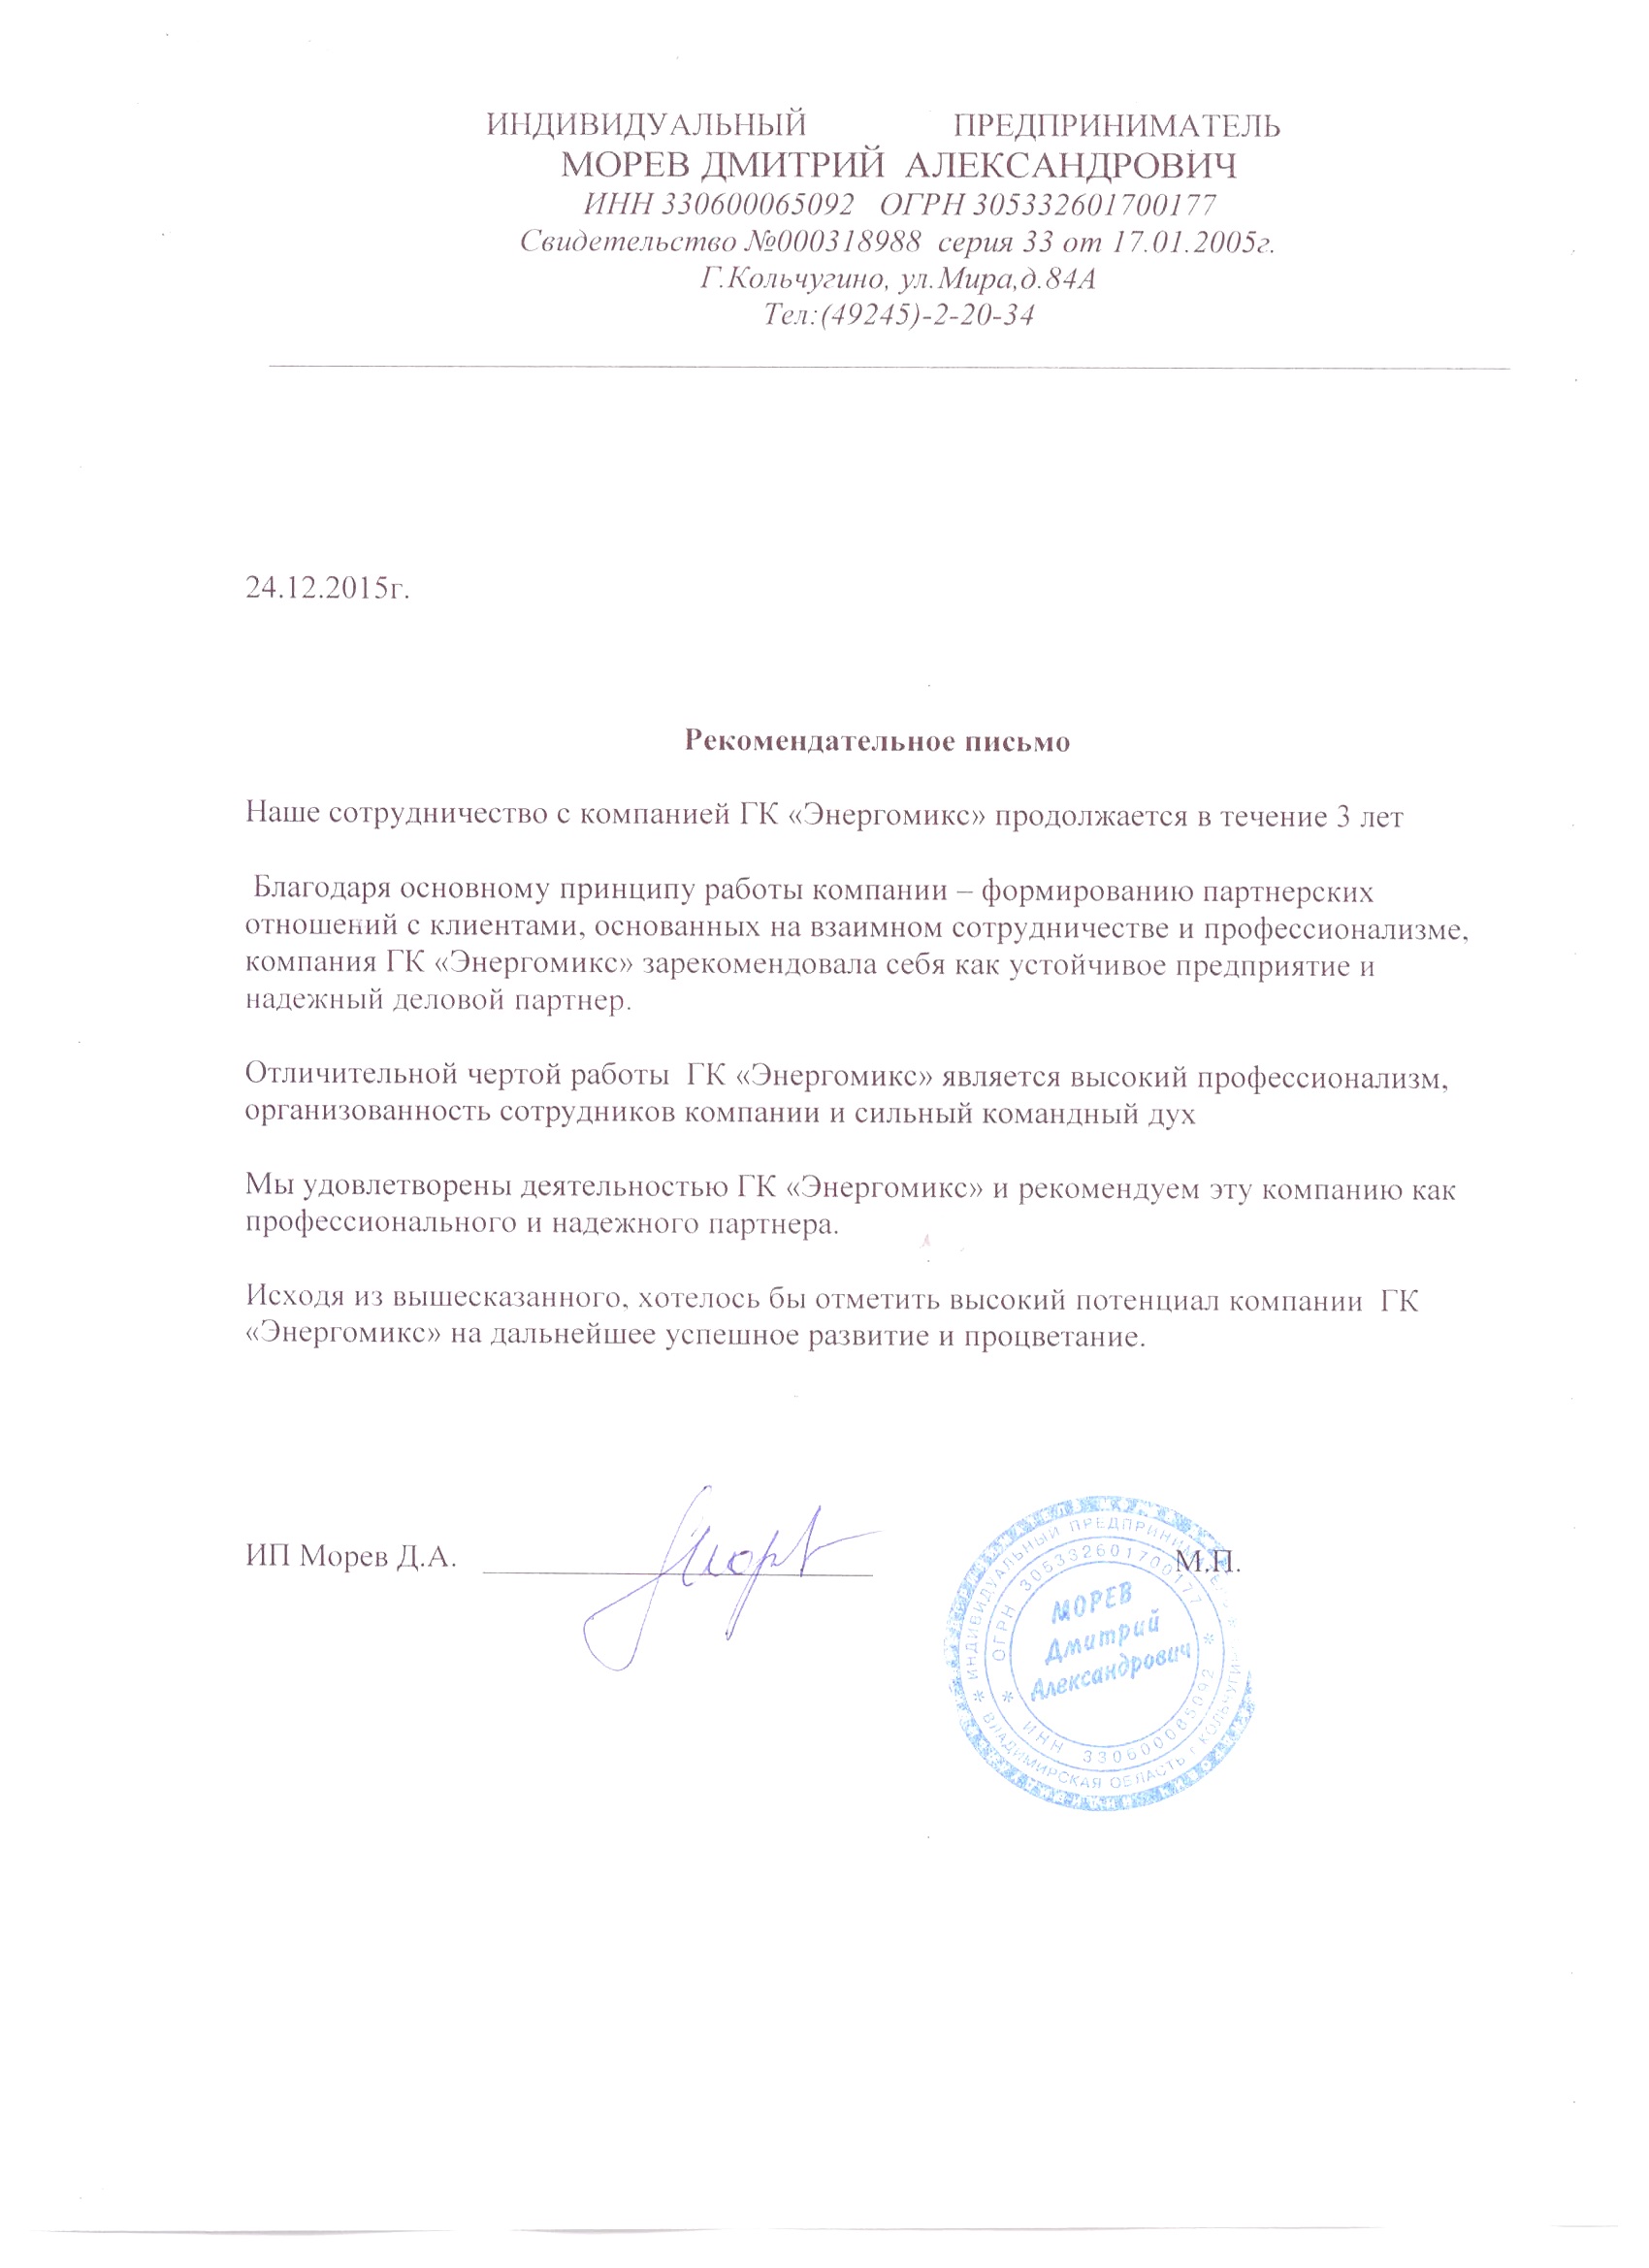 ИНДИВИДУАЛЬНЫЙ ПРЕДПРИНИМАТЕЛЬ
МОРЕВ ДМИТРИЙ АЛЕКСАНДРОВИЧ
ИНН 330600065092 ОГРН 305332601700177
Свидетельство №000318988 серия 33 от 17.01.2005г.
Г.Кольчугино, ул.Мира,д.84А
Тел:(49245)-2-20-34
24.12.2015г.
Рекомендательное письмо
Наше сотрудничество с компанией ГК «Энергомикс» продолжается в течение 3 лет
Благодаря основному принципу работы компании – формированию партнерских
отношений с клиентами, основанных на взаимном сотрудничестве и профессионализме,
компания ГК «Энергомикс» зарекомендовала себя как устойчивое предприятие и
надежный деловой партнер.
Отличительной чертой работы ГК «Энергомикс» является высокий профессионализм,
организованность сотрудников компании и сильный командный дух
Мы удовлетворены деятельностью ГК «Энергомикс» и рекомендуем эту компанию как
профессионального и надежного партнера.
Исходя из вышесказанного, хотелось бы отметить высокий потенциал компании ГК
«Энергомикс» на дальнейшее успешное развитие и процветание.
ИП Морев Д.А. М.П.
ИНДИВИДУАЛЬНЫЙ ПРЕДПРИНИМАТЕЛЬ
ОГРН 305332601700177
МОРЕВ
Дмитрий
Александрович
ИНН 330600065092
ВЛАДИМИРСКАЯ ОБЛАСТЬ г КОЛЬЧУГИНО